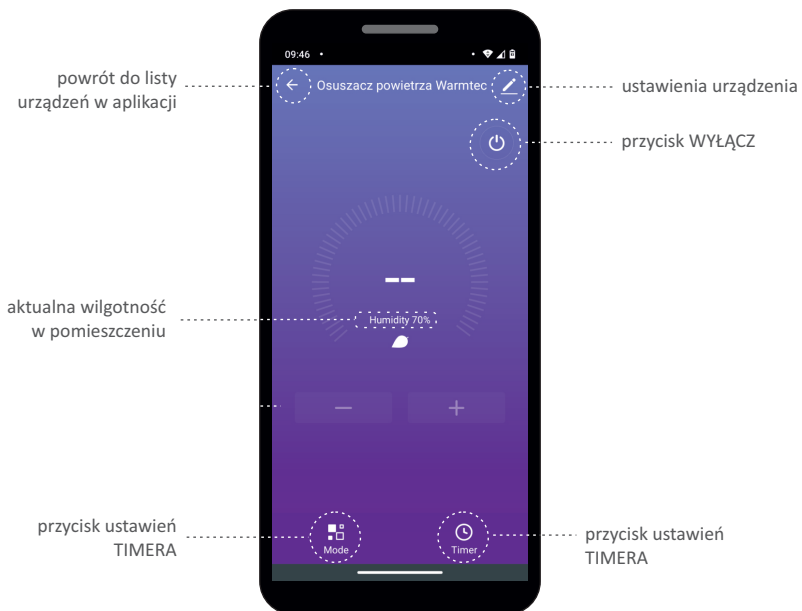 09:46
powrót do listy
urządzeń w aplikacji
Osuszacz powietrza Warmtec
ustawienia urządzenia
przycisk WYŁĄCZ
--
aktualna wilgotność
w pomieszczeniu
Humidity 70%
− +
przycisk ustawień
TIMERA
Mode
Timer
przycisk ustawień
TIMERA